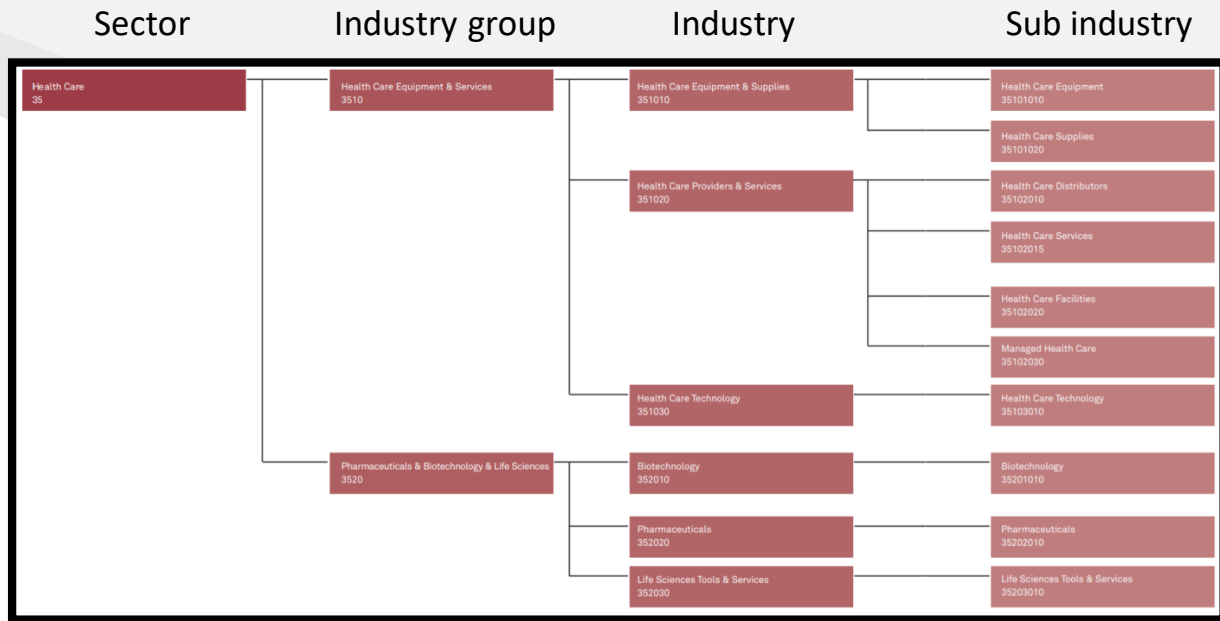 Sector
Industry group
Industry
Sub industry
Health Care
35
Health Care Equipment & Services
3510
Health Care Equipment & Supplies
351010
Health Care Equipment
35101010
Health Care Supplies
35101020
Health Care Providers & Services
351020
Health Care Distributors
35102010
Health Care Services
35102015
Health Care Facilities
35102020
Managed Health Care
35102030
Health Care Technology
351030
Health Care Technology
35103010
Pharmaceuticals & Biotechnology & Life Sciences
3520
Biotechnology
352010
Biotechnology
35201010
Pharmaceuticals
352020
Pharmaceuticals
35202010
Life Sciences Tools & Services
352030
Life Sciences Tools & Services
35203010